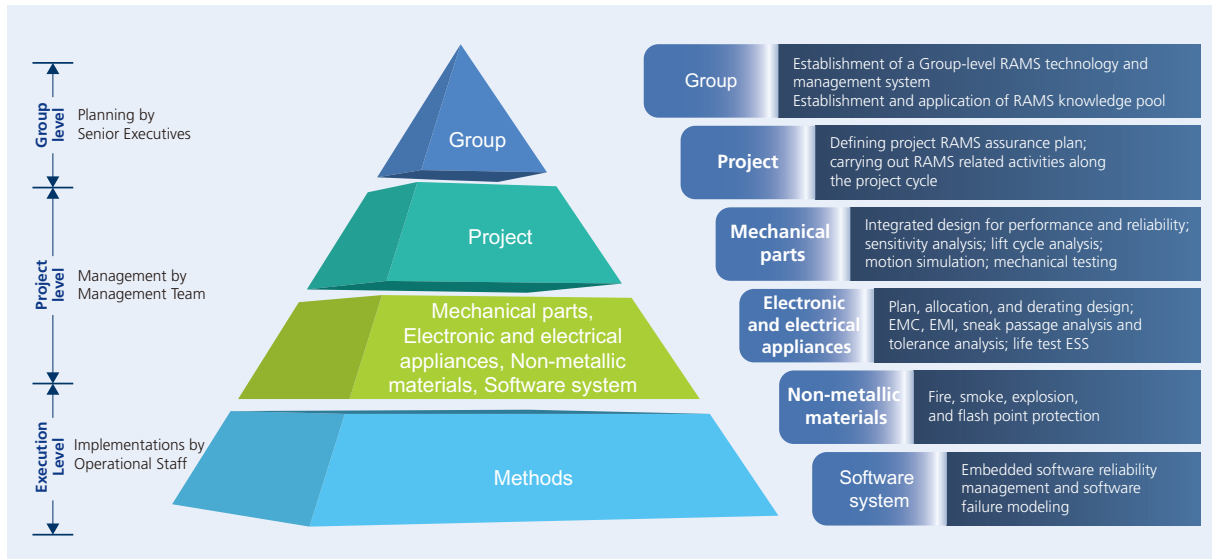 Group
level
Planning by
Senior Executives
Project
level
Management by
Management Team
Execution
Level
Implementations by
Operational Staff
Group
Project
Mechanical parts,
Electronic and electrical
appliances, Non-metallic
materials, Software system
Methods
Group
Establishment of a Group-level RAMS technology and
management system
Establishment and application of RAMS knowledge pool
Project
Defining project RAMS assurance plan;
carrying out RAMS related activities along
the project cycle
Mechanical
parts
Integrated design for performance and reliability;
sensitivity analysis; lift cycle analysis;
motion simulation; mechanical testing
Electronic
and electrical
appliances
Plan, allocation, and derating design;
EMC, EMI, sneak passage analysis and
tolerance analysis; life test ESS
Non-metallic
materials
Fire, smoke, explosion,
and flash point protection
Software
system
Embedded software reliability
management and software
failure modeling